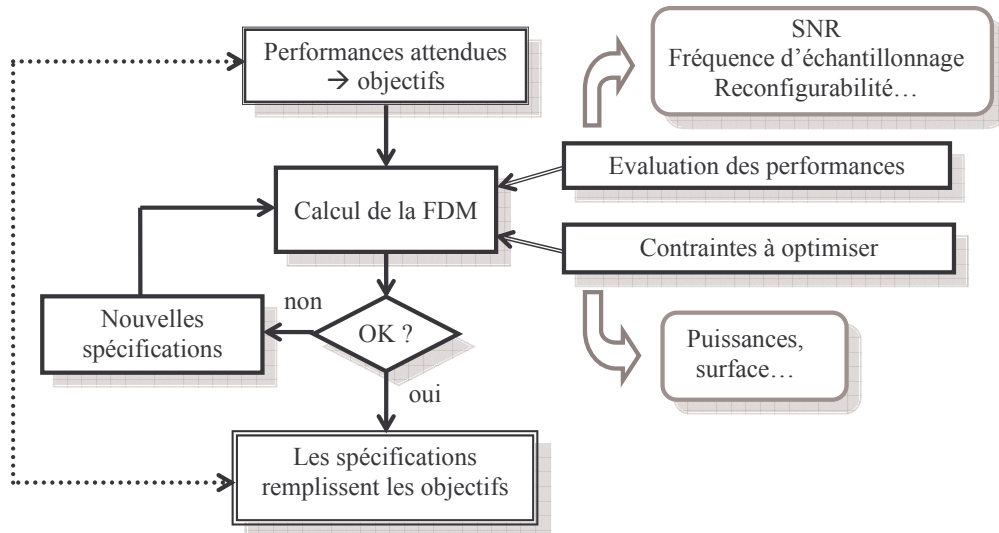 Performances attendues
→ objectifs
SNR
Fréquence d’échantillonnage
Reconfigurabilité…
Evaluation des performances
Calcul de la FDM
Contraintes à optimiser
Nouvelles
spécifications
non
OK ?
oui
Puissances,
surface…
Les spécifications
remplissent les objectifs